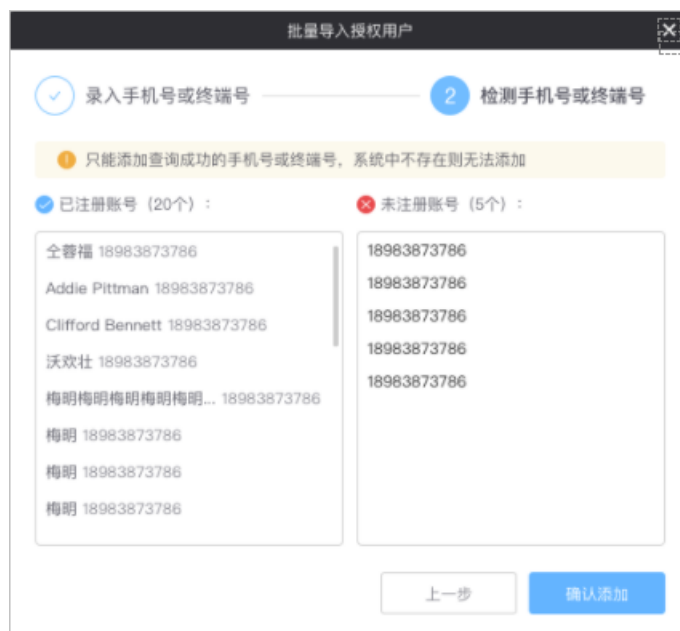 批量导入授权用户
录入手机号或终端号
2 检测手机号或终端号
只能添加查询成功的手机号或终端号，系统中不存在则无法添加
已注册账号（20个）：
仝蓉福 18983873786
Addie Pittman 18983873786
Clifford Bennett 18983873786
沃欢壮 18983873786
梅明梅明梅明梅明梅明... 18983873786
梅明 18983873786
梅明 18983873786
梅明 18983873786
未注册账号（5个）：
18983873786
18983873786
18983873786
18983873786
18983873786
上一步
确认添加